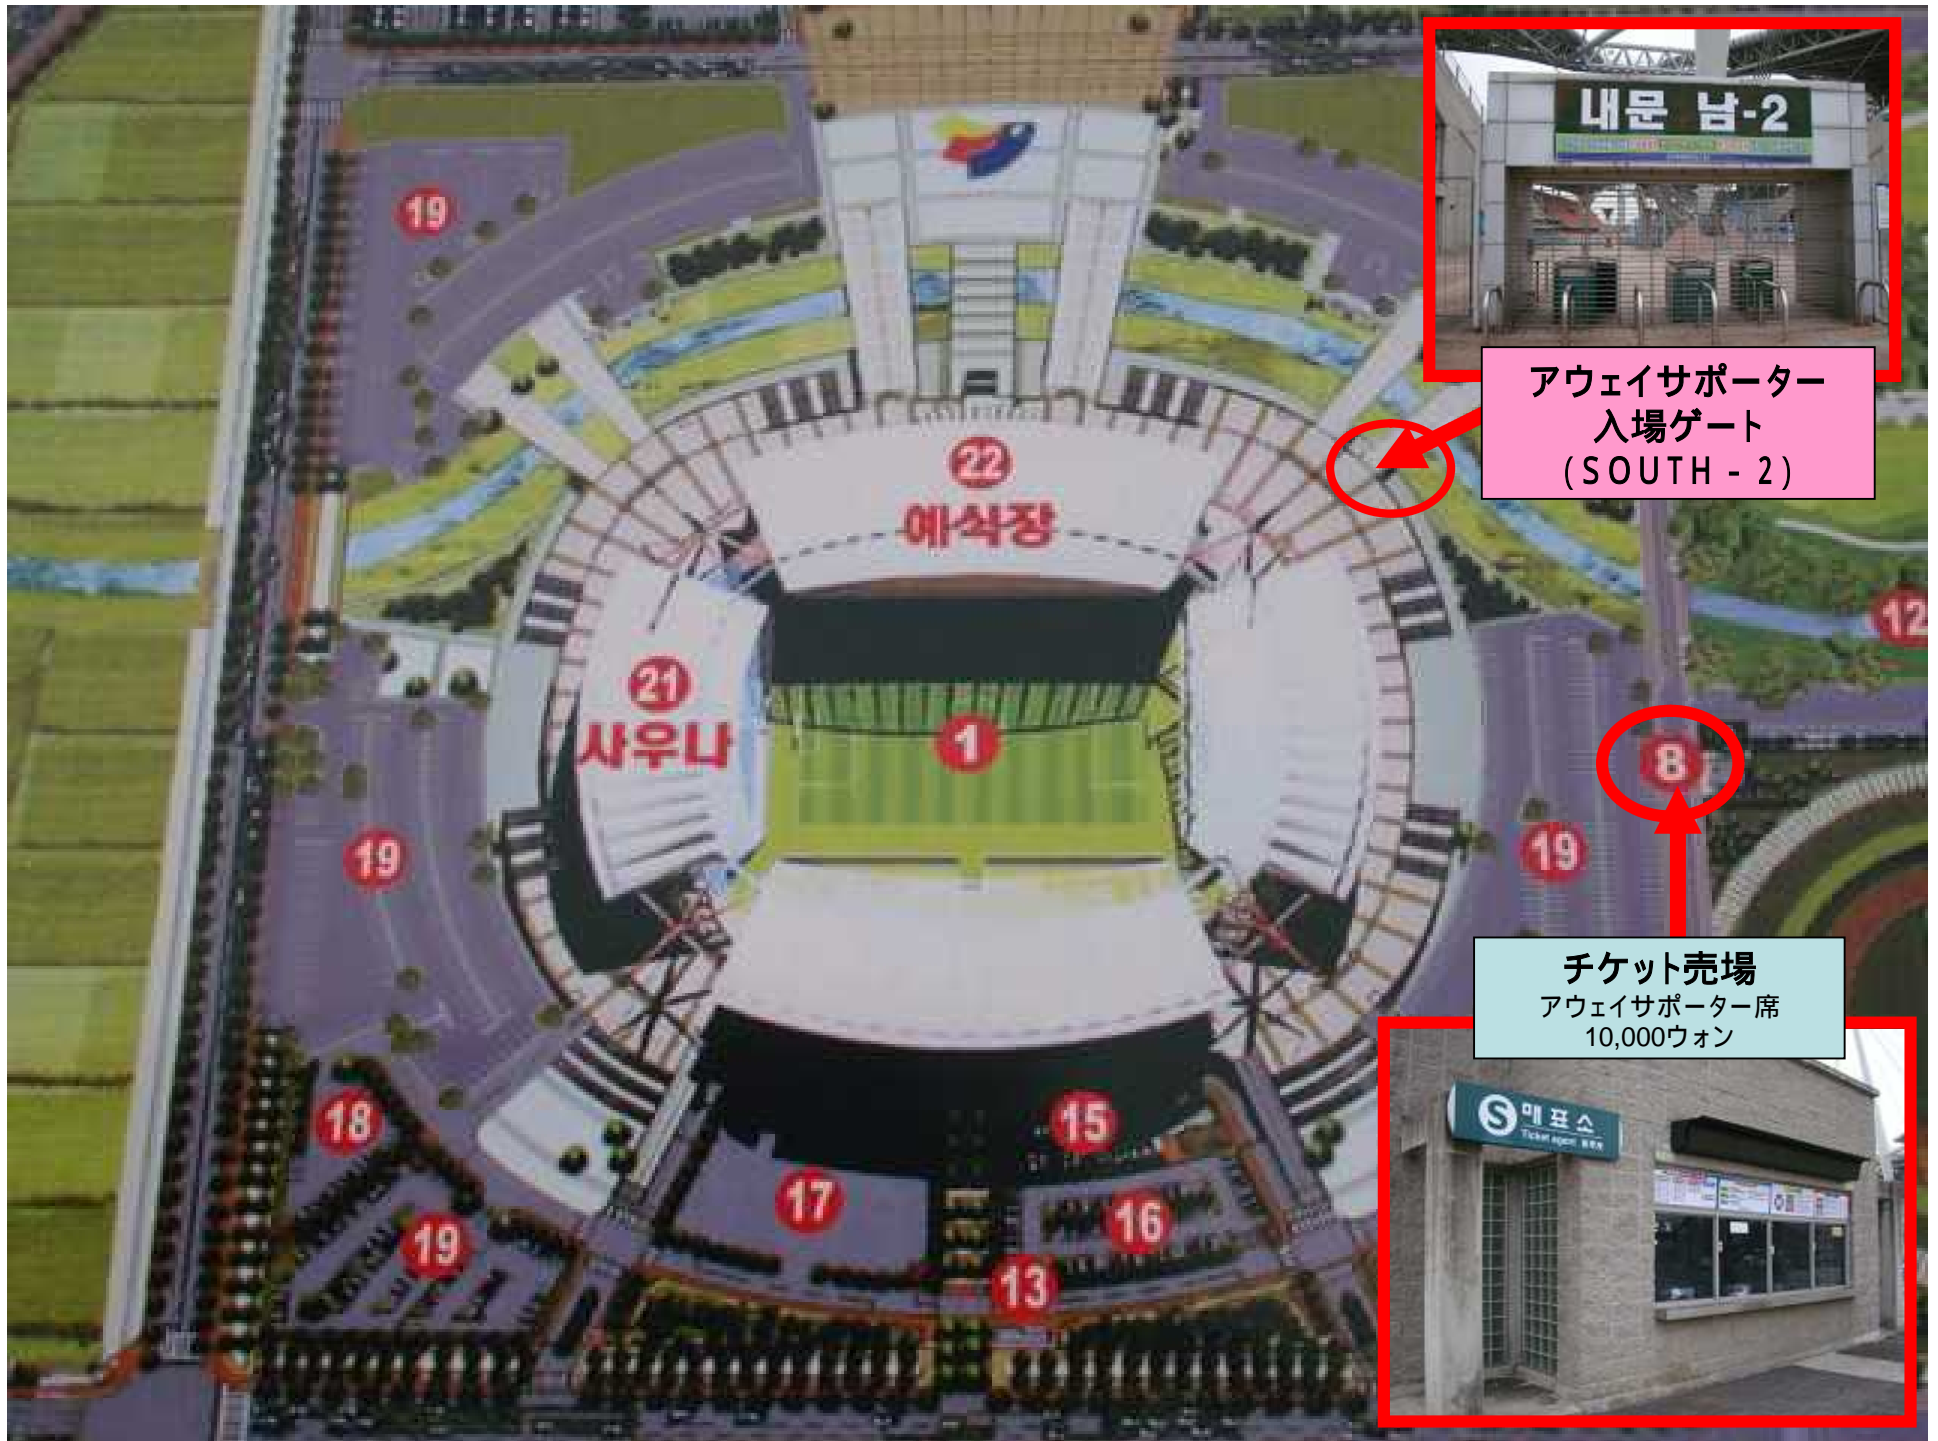 내문 남-2
アウェイサポーター
入場ゲート
(SOUTH - 2)
19
22
예식장
12
21
사우나
1
8
19
19
チケット売場
アウェイサポーター席
10,000ウォン
18
15
S 매표소
Ticket agent
17
16
19
13